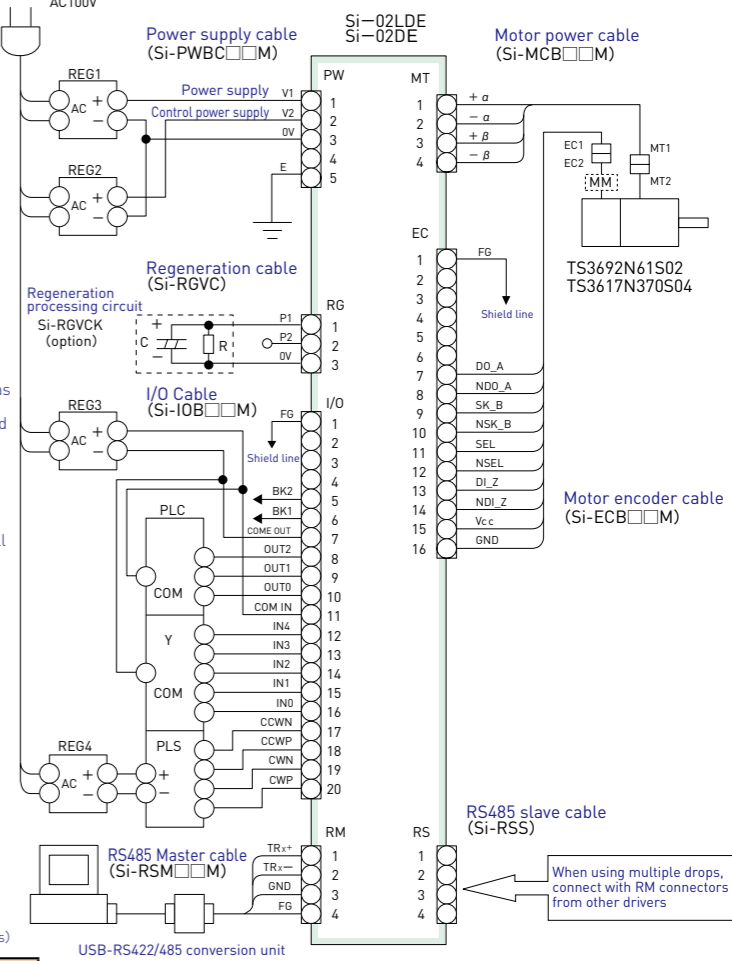 AC100V
Power supply cable
(Si-PWBC□□M)
Si-02LDE
Si-02DE
Motor power cable
(Si-MCB□□M)
REG1
AC
+
−
Power supply
V1
Control power supply
V2
0V
E
REG2
AC
+
−
PW
1
2
3
4
5
MT
1
2
3
4
+ α
− α
+ β
− β
EC1
EC2
MM
MT1
MT2
TS3692N61S02
TS3617N370S04
Regeneration cable
(Si-RGVC)
Regeneration
processing circuit
Si-RGVCK
(option)
+
−
C
R
P1
P2
0V
RG
1
2
3
EC
1
2
3
4
5
6
7
8
9
10
11
12
13
14
15
16
FG
Shield line
DO_A
NDO_A
SK_B
NSK_B
SEL
NSEL
DI_Z
NDI_Z
Vcc
GND
Motor encoder cable
(Si-ECB□□M)
I/O Cable
(Si-IOB□□M)
REG3
AC
+
−
FG
Shield line
BK2
BK1
COME OUT
OUT2
OUT1
OUT0
COM IN
IN4
IN3
IN2
IN1
IN0
CCWN
CCWP
CWN
CWP
I/O
1
2
3
4
5
6
7
8
9
10
11
12
13
14
15
16
17
18
19
20
PLC
COM
Y
COM
PLS
+
−
REG4
AC
+
−
RS485 Master cable
(Si-RSM□□M)
TRx+
TRx−
GND
FG
RM
1
2
3
4
USB-RS422/485 conversion unit
RS485 slave cable
(Si-RSS)
RS
1
2
3
4
When using multiple drops,
connect with RM connectors
from other drivers